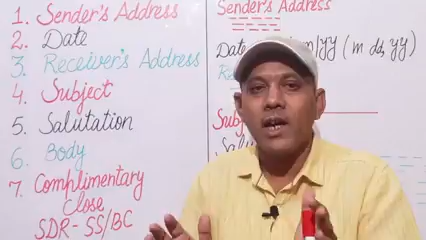 1. Sender's Address
2. Date
3. Receiver's Address
4. Subject
5. Salutation
6. Body
7. Complimentary
Close
SDR- SS/BC
Sender's Address
Date
/yy (m dd, yy)